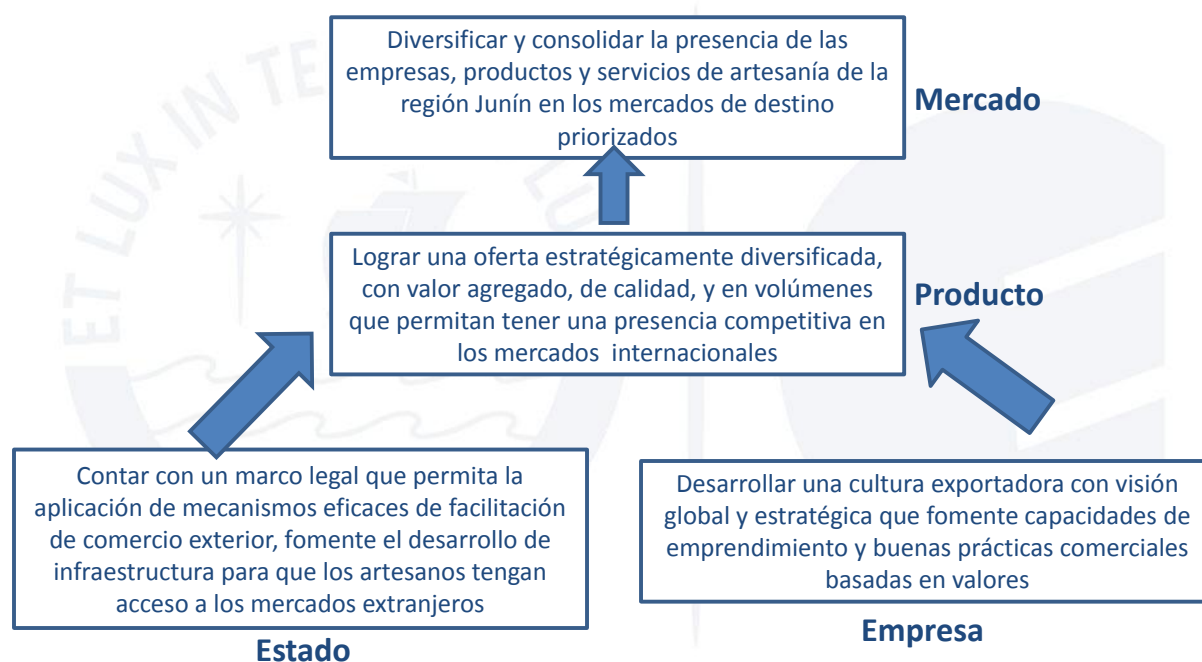 Diversificar y consolidar la presencia de las
empresas, productos y servicios de artesanía de la
región Junín en los mercados de destino
priorizados
Mercado
Lograr una oferta estratégicamente diversificada,
con valor agregado, de calidad, y en volúmenes
que permitan tener una presencia competitiva en
los mercados internacionales
Producto
Contar con un marco legal que permita la
aplicación de mecanismos eficaces de facilitación
de comercio exterior, fomente el desarrollo de
infraestructura para que los artesanos tengan
acceso a los mercados extranjeros
Estado
Desarrollar una cultura exportadora con visión
global y estratégica que fomente capacidades de
emprendimiento y buenas prácticas comerciales
basadas en valores
Empresa
ET LUX IN TE